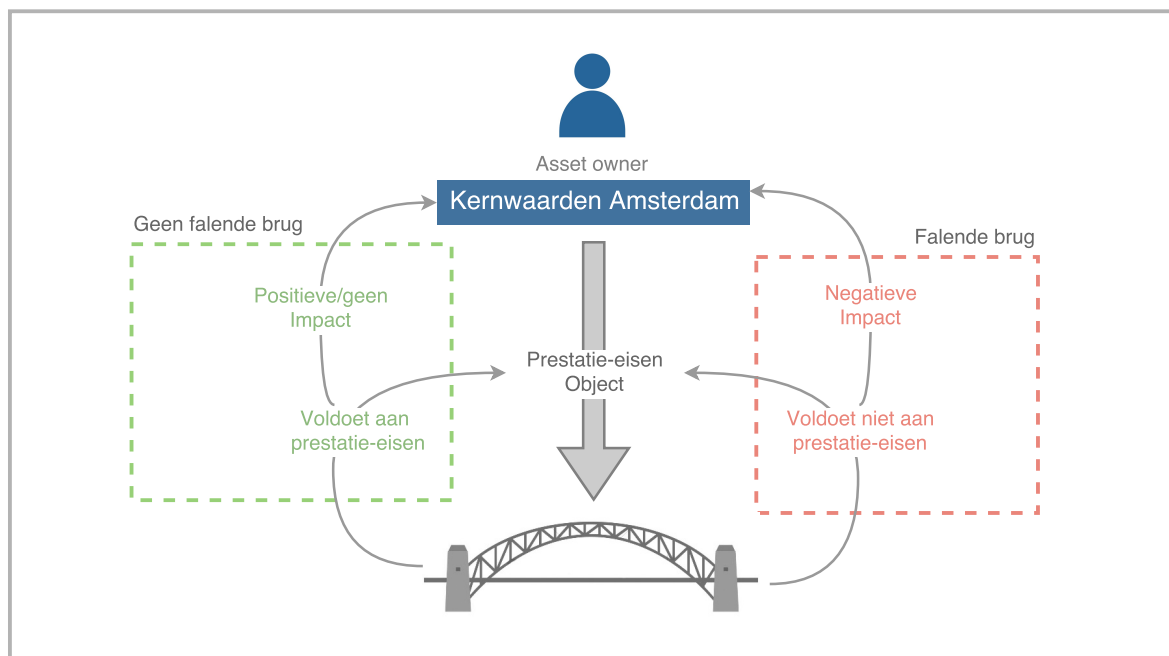 Asset owner
Kernwaarden Amsterdam
Geen falende brug
Falende brug
Positieve/geen
Impact
Negatieve
Impact
Prestatie-eisen
Object
Voldoet aan
prestatie-eisen
Voldoet niet aan
prestatie-eisen